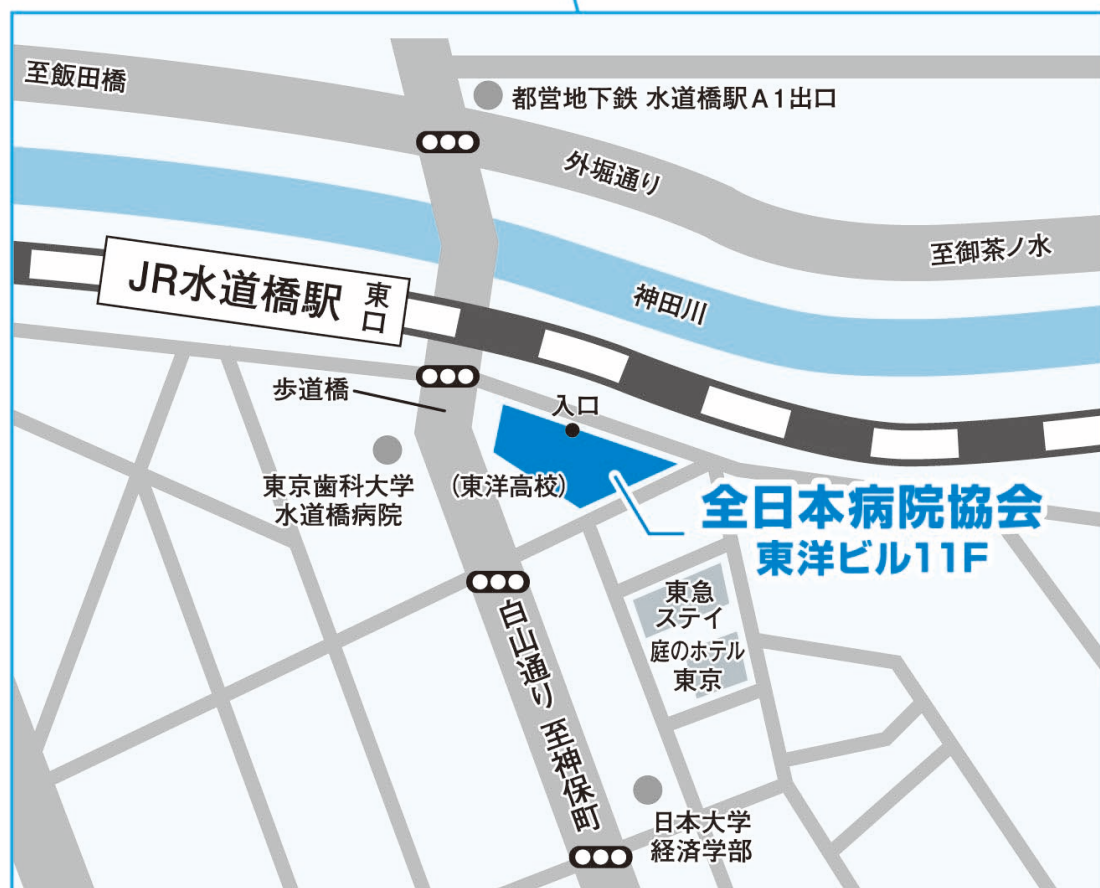 至飯田橋
都営地下鉄 水道橋駅A1出口
外堀通り
至御茶ノ水
JR水道橋駅
東口
神田川
歩道橋
入口
東京歯科大学
水道橋病院
(東洋高校)
全日本病院協会
東洋ビル11F
東急
ステイ
庭のホテル
東京
白山通り 至神保町
日本大学
経済学部